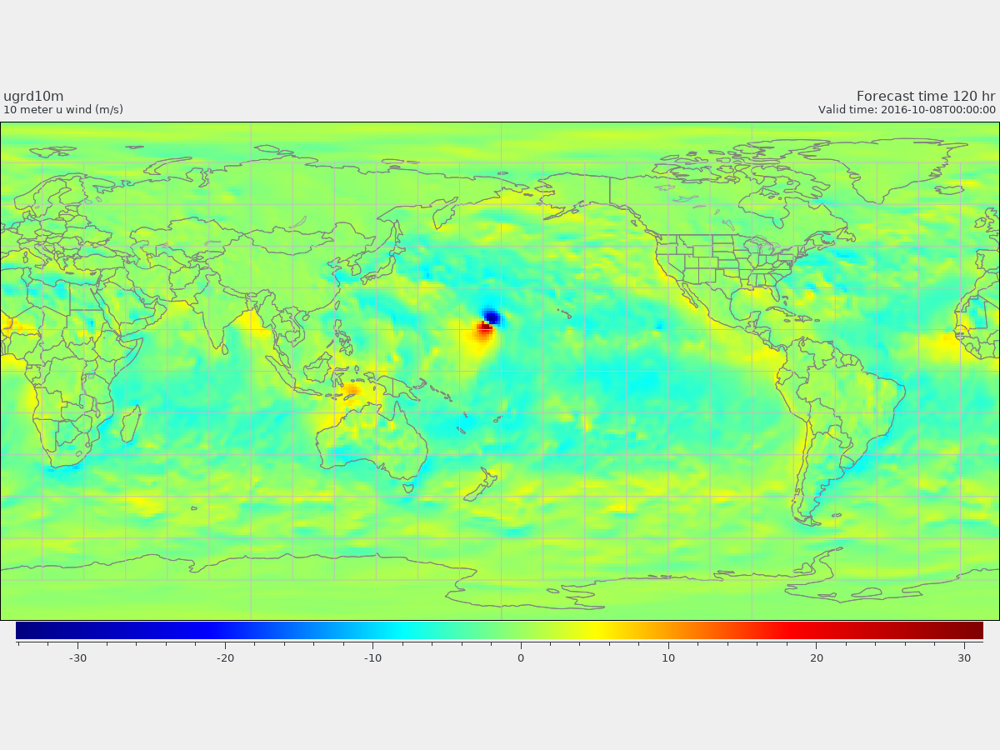 ugrd10m
10 meter u wind (m/s)
Forecast time 120 hr
Valid time: 2016-10-08T00:00:00
-30 -20 -10 0 10 20 30